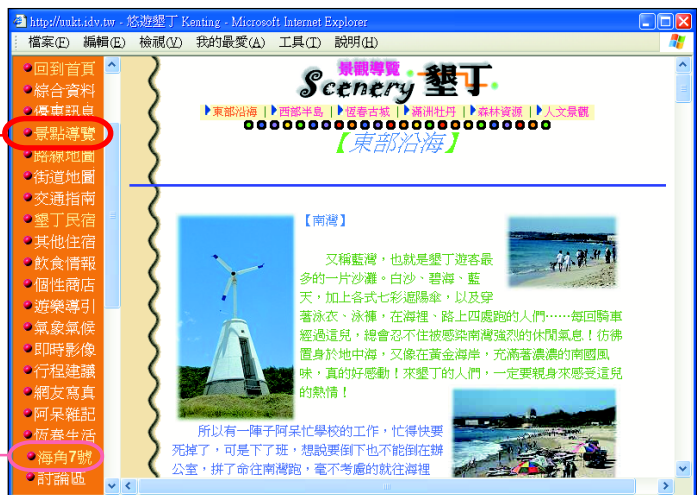 http://uukt.idv.tw - 悠遊墾丁 Kenting - Microsoft Internet Explorer
檔案(F) 編輯(E) 檢視(V) 我的最愛(A) 工具(T) 說明(H)
回到首頁
綜合資料
優惠訊息
景點導覽
路線地圖
街道地圖
交通指南
墾丁民宿
其他住宿
飲食情報
個性商店
遊樂導引
氣象氣候
即時影像
行程建議
網友寫真
阿呆雜記
恆春生活
海角7號
討論區
景觀導覽
Scenery 墾丁
東部沿海 | 西部半島 | 恆春古城 | 滿洲牡丹 | 森林資源 | 人文景觀
【東部沿海】
【南灣】
又稱藍灣，也就是墾丁遊客最
多的一片沙灘。白沙、碧海、藍
天，加上各式七彩遮陽傘，以及穿
著泳衣、泳褲，在海裡、路上四處跑的人們……每回騎車
經過這兒，總會忍不住被感染南灣強烈的休閒氣息！彷彿
置身於地中海，又像在黃金海岸，充滿著濃濃的南國風
味，真的好感動！來墾丁的人們，一定要親身來感受這兒
的熱情！
所以有一陣子阿呆忙學校的工作，忙得快要
死掉了，可是下了班，想說要倒下也不能倒在辦
公室，拼了命往南灣跑，毫不考慮的就往海裡